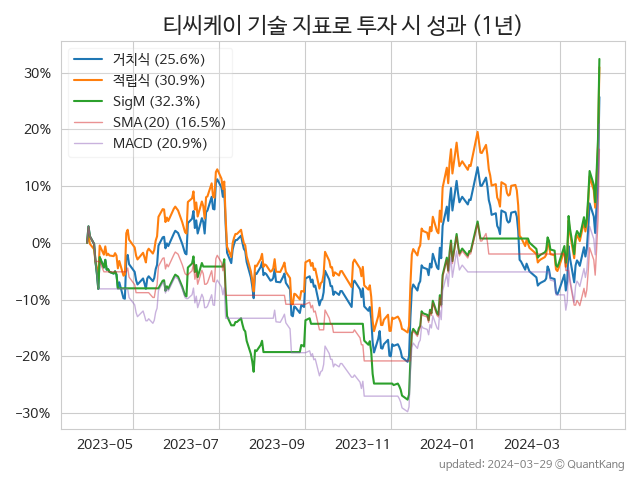 티씨케이 기술 지표로 투자 시 성과 (1년)
거치식 (25.6%)
적립식 (30.9%)
SigM (32.3%)
SMA(20) (16.5%)
MACD (20.9%)
30%
20%
10%
0%
−10%
−20%
−30%
2023-05 2023-07 2023-09 2023-11 2024-01 2024-03
updated: 2024-03-29 © QuantKang